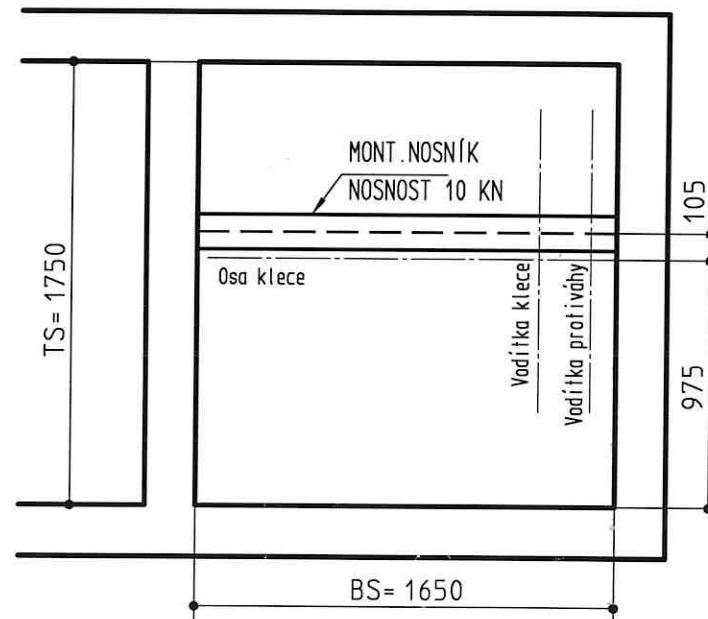 MONT.NOSNÍK
NOSNOST 10 KN
105
Osa klece
TS= 1750
Vodítka klece
Vodítka protiváhy
975
BS= 1650